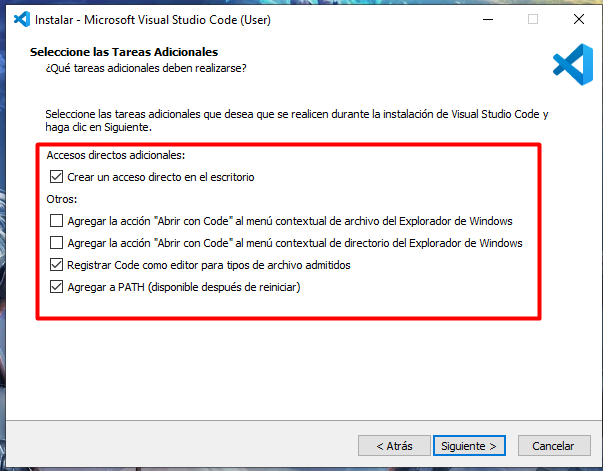 Instalar - Microsoft Visual Studio Code (User)
Seleccione las Tareas Adicionales
¿Qué tareas adicionales deben realizarse?
Seleccione las tareas adicionales que desea que se realicen durante la instalación de Visual Studio Code y
haga clic en Siguiente.
Accesos directos adicionales:
Crear un acceso directo en el escritorio
Otros:
Agregar la acción "Abrir con Code" al menú contextual de archivo del Explorador de Windows
Agregar la acción "Abrir con Code" al menú contextual de directorio del Explorador de Windows
Registrar Code como editor para tipos de archivo admitidos
Agregar a PATH (disponible después de reiniciar)
< Atrás
Siguiente >
Cancelar